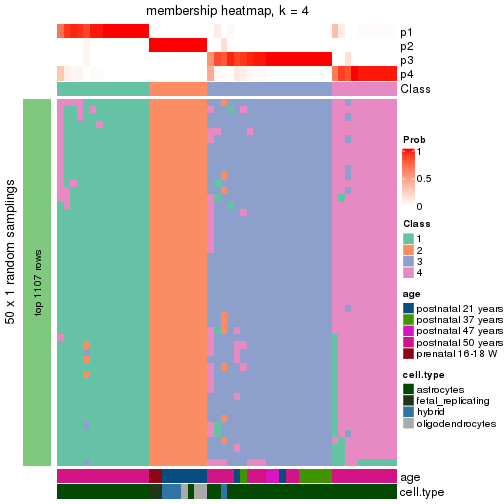 membership heatmap, k = 4
p1
p2
p3
p4
Class
50 x 1 random samplings
top 1107 rows
Prob
1
0.5
0
Class
1
2
3
4
age
postnatal 21 years
postnatal 37 years
postnatal 47 years
postnatal 50 years
prenatal 16-18 W
cell.type
astrocytes
fetal_replicating
hybrid
oligodendrocytes
age
cell.type